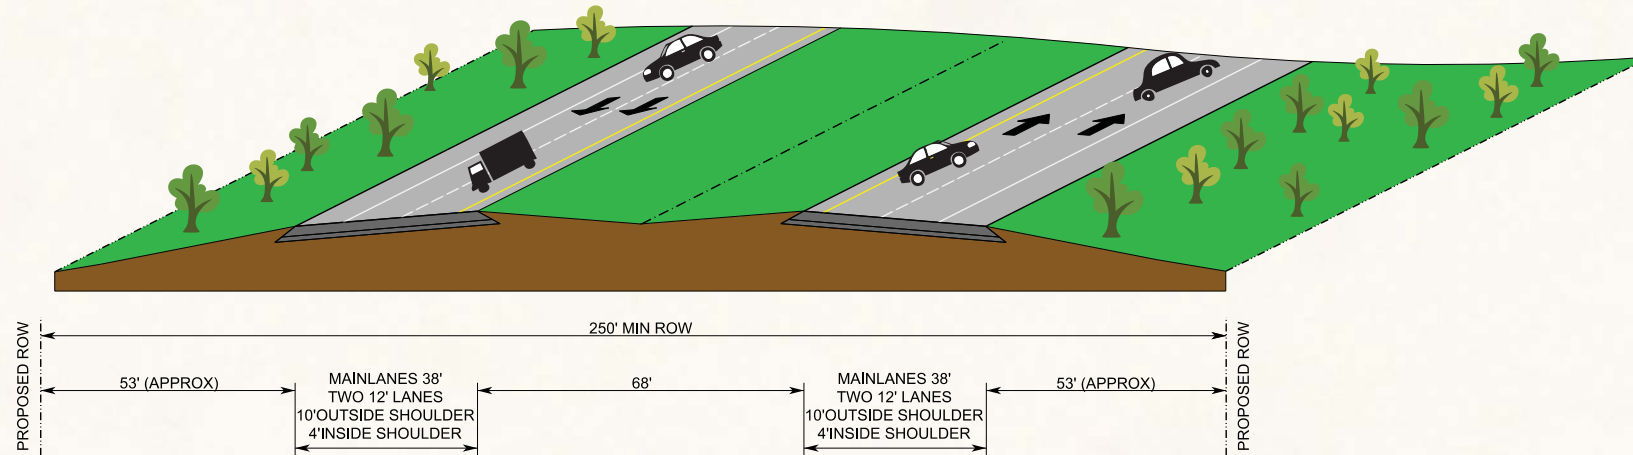 250' MIN ROW
PROPOSED ROW
53' (APPROX)
MAINLANES 38'
TWO 12' LANES
10'OUTSIDE SHOULDER
4'INSIDE SHOULDER
68'
MAINLANES 38'
TWO 12' LANES
10'OUTSIDE SHOULDER
4'INSIDE SHOULDER
53' (APPROX)
PROPOSED ROW